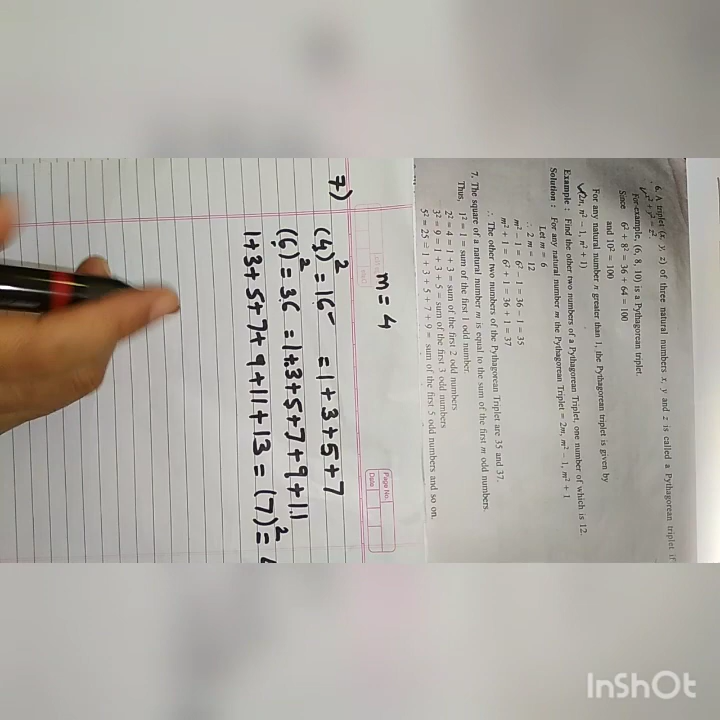 6. A triplet (x, y, z) of three natural numbers x, y and z is called a Pythagorean triplet if
x² + y² = z².
For example, (6, 8, 10) is a Pythagorean triplet.
Since 6² + 8² = 36 + 64 = 100
and 10² = 100
For any natural number n greater than 1, the Pythagorean triplet is given by
(2n, n² − 1, n² + 1)
Example : Find the other two numbers of a Pythagorean Triplet, one number of which is 12.
Solution : For any natural number m the Pythagorean Triplet = 2m, m² − 1, m² + 1
Let m = 6
∴ 2 m = 12
m² − 1 = 6² − 1 = 36 − 1 = 35
m² + 1 = 6² + 1 = 36 + 1 = 37
∴ The other two numbers of the Pythagorean Triplet are 35 and 37.
7. The square of a natural number m is equal to the sum of the first m odd numbers.
Thus, 1² = 1 = sum of the first 1 odd number.
2² = 4 = 1 + 3 = sum of the first 2 odd numbers
3² = 9 = 1 + 3 + 5 = sum of the first 3 odd numbers
5² = 25 = 1 + 3 + 5 + 7 + 9 = sum of the first 5 odd numbers and so on.
m = 4
Page No.
Date
7) (4)² = 16 = 1 + 3 + 5 + 7
(6)² = 36 = 1+3+5+7+9+11
1+3+5+7+9+11+13 = (7)² =
InShOt